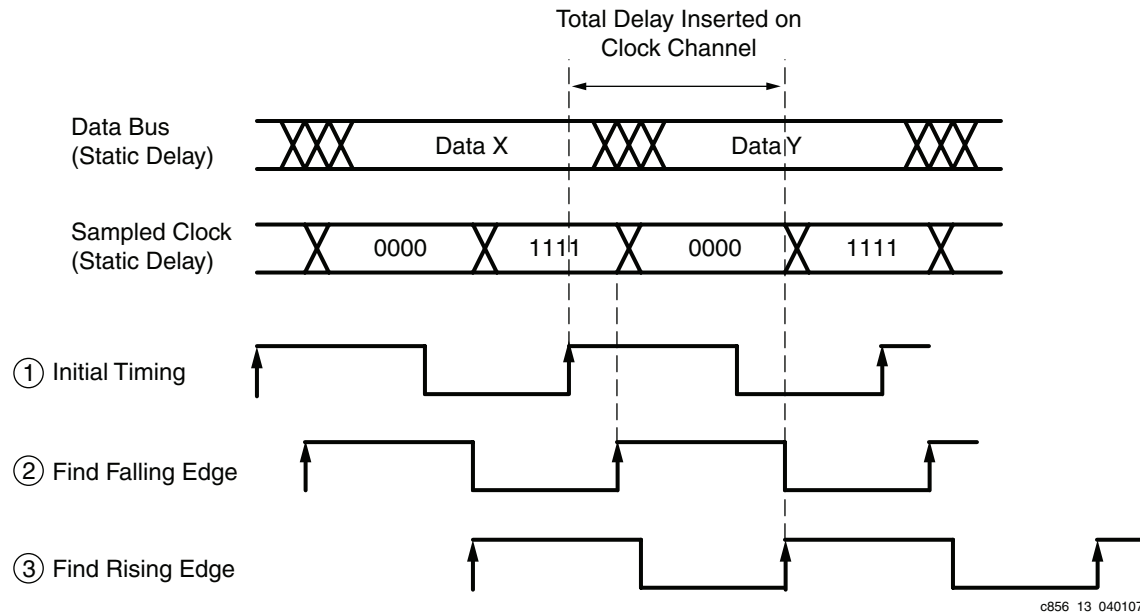 Total Delay Inserted on
Clock Channel
Data Bus
(Static Delay)
Data X
Data Y
Sampled Clock
(Static Delay)
0000
1111
0000
1111
1 Initial Timing
2 Find Falling Edge
3 Find Rising Edge
c856_13_040107